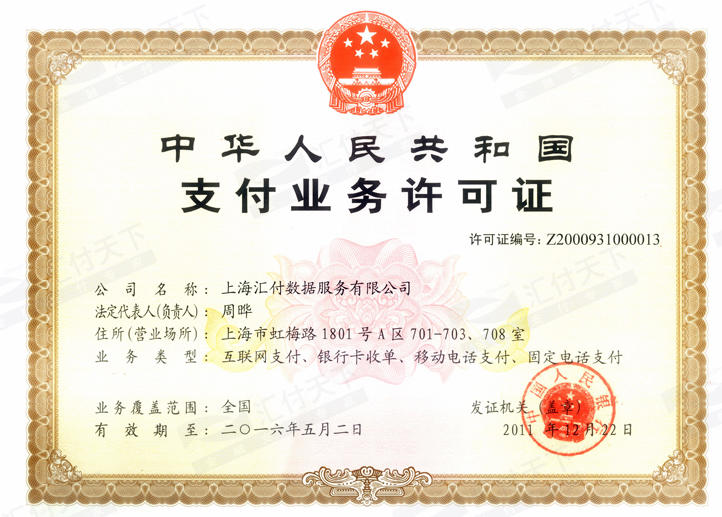 中华人民共和国
支付业务许可证
许可证编号: Z2000931000013
公司名称: 上海汇付数据服务有限公司
法定代表人(负责人): 周晔
住所(营业场所): 上海市虹梅路1801号A区701-703、708室
业务类型: 互联网支付、银行卡收单、移动电话支付、固定电话支付
业务覆盖范围: 全国
发证机关(盖章)
有效期至: 二〇一六年五月二日
2011年12月22日
中国人民银行
汇付天下